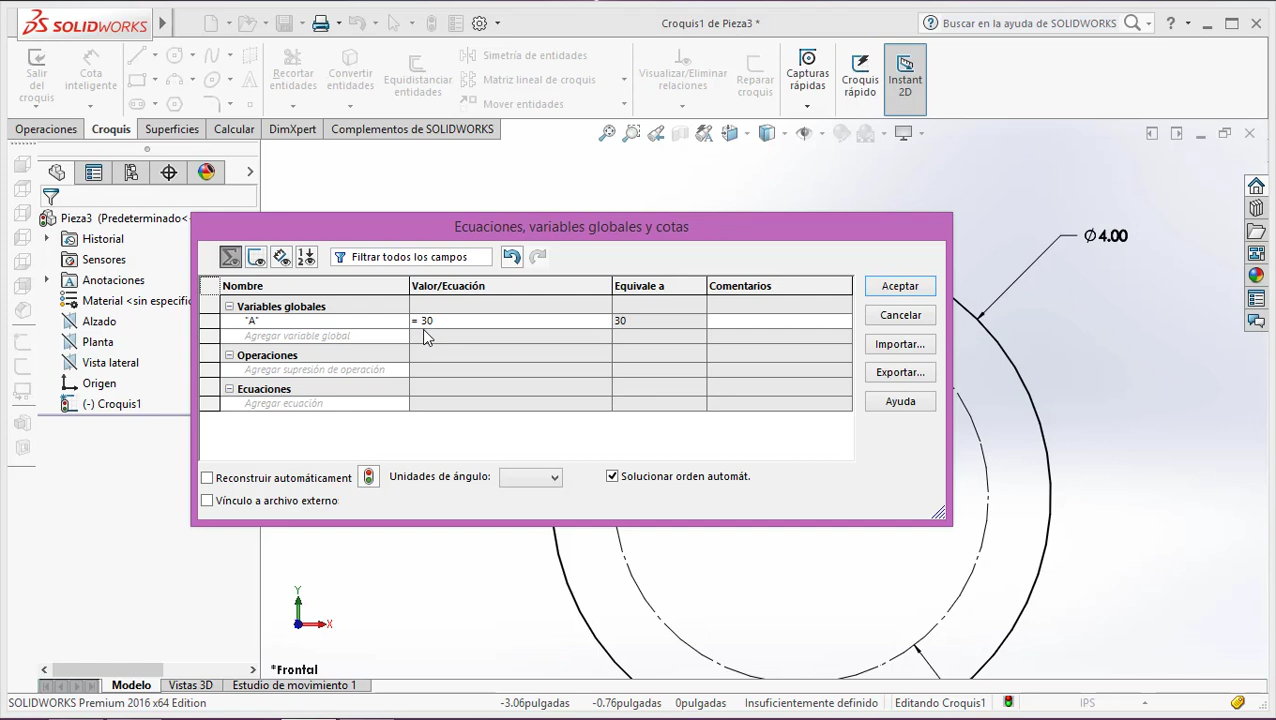 SOLIDWORKS
Croquis1 de Pieza3 *
Buscar en la ayuda de SOLIDWORKS
?
Salir del croquis
Cota inteligente
Recortar entidades
Convertir entidades
Equidistanciar entidades
Simetría de entidades
Matriz lineal de croquis
Mover entidades
Visualizar/Eliminar relaciones
Reparar croquis
Capturas rápidas
Croquis rápido
Instant 2D
Operaciones Croquis Superficies Calcular DimXpert Complementos de SOLIDWORKS
Pieza3 (Predeterminado<
Historial
Sensores
Anotaciones
Material <sin especific
Alzado
Planta
Vista lateral
Origen
(-) Croquis1
Ecuaciones, variables globales y cotas
Filtrar todos los campos
Nombre Valor/Ecuación Equivale a Comentarios
Variables globales
"A" = 30 30
Agregar variable global
Operaciones
Agregar supresión de operación
Ecuaciones
Agregar ecuación
Aceptar
Cancelar
Importar...
Exportar...
Ayuda
Reconstruir automáticament Unidades de ángulo: Solucionar orden automát.
Vínculo a archivo externo:
Ø4.00
Y
X
*Frontal
Modelo Vistas 3D Estudio de movimiento 1
SOLIDWORKS Premium 2016 x64 Edition -3.06pulgadas -0.76pulgadas 0pulgadas Insuficientemente definido Editando Croquis1 IPS